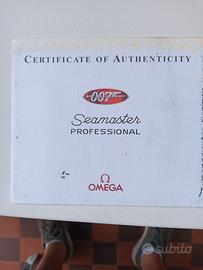 CERTIFICATE OF AUTHENTICITY
007
Seamaster
PROFESSIONAL
Ω
OMEGA
subito